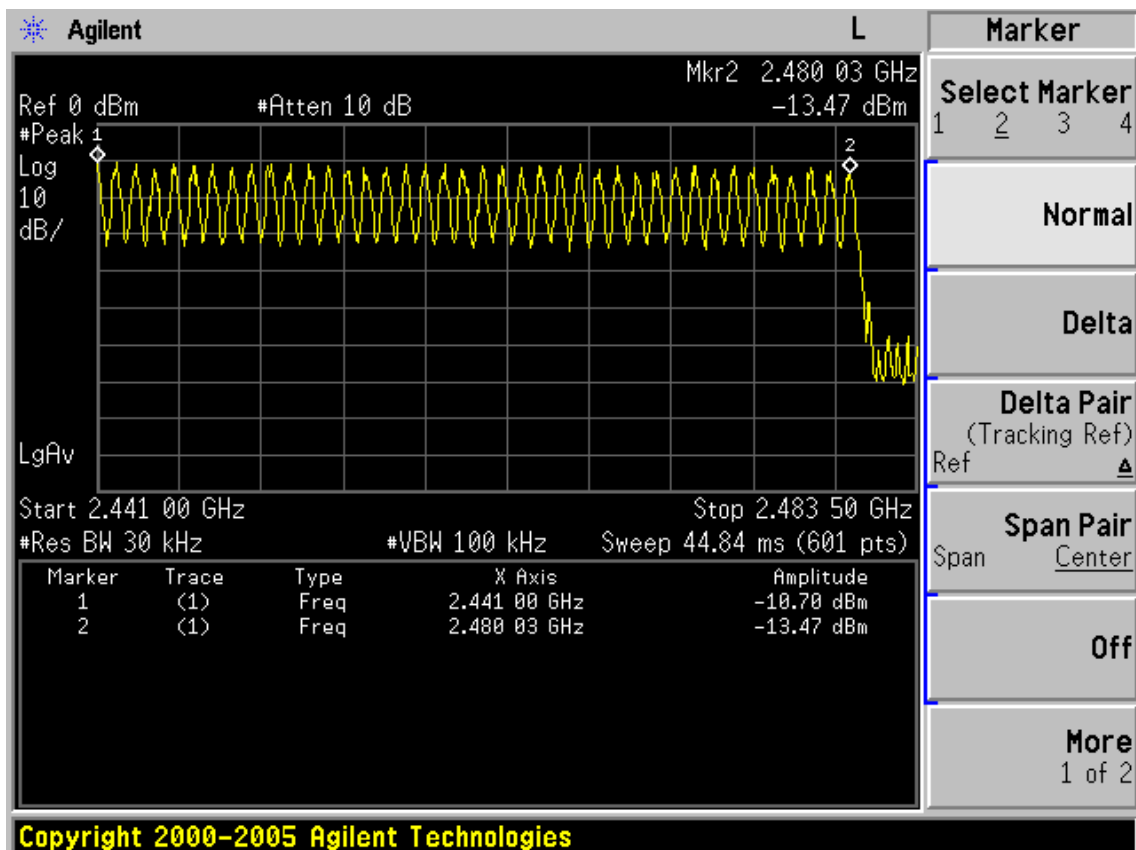 Agilent L Marker
Mkr2 2.480 03 GHz
Ref 0 dBm #Atten 10 dB -13.47 dBm
#Peak
Log
10
dB/
1
2
LgAv
Start 2.441 00 GHz Stop 2.483 50 GHz
#Res BW 30 kHz #VBW 100 kHz Sweep 44.84 ms (601 pts)
Marker Trace Type X Axis Amplitude
1 (1) Freq 2.441 00 GHz -10.70 dBm
2 (1) Freq 2.480 03 GHz -13.47 dBm
Select Marker
1 2 3 4
Normal
Delta
Delta Pair
(Tracking Ref)
Ref Δ
Span Pair
Span Center
Off
More
1 of 2
Copyright 2000-2005 Agilent Technologies